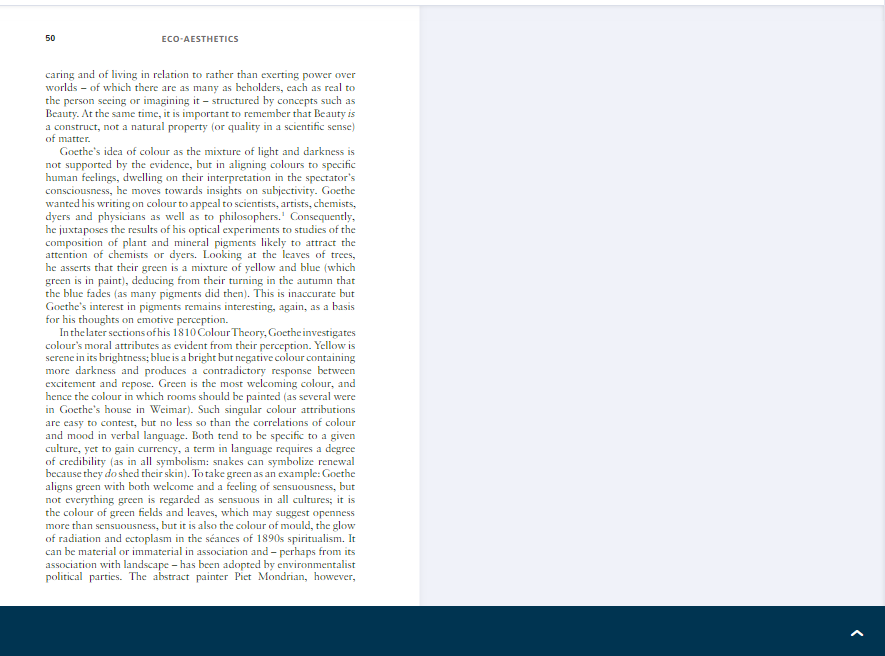 50
ECO-AESTHETICS
caring and of living in relation to rather than exerting power over
worlds – of which there are as many as beholders, each as real to
the person seeing or imagining it – structured by concepts such as
Beauty. At the same time, it is important to remember that Beauty is
a construct, not a natural property (or quality in a scientific sense)
of matter.
Goethe's idea of colour as the mixture of light and darkness is
not supported by the evidence, but in aligning colours to specific
human feelings, dwelling on their interpretation in the spectator's
consciousness, he moves towards insights on subjectivity. Goethe
wanted his writing on colour to appeal to scientists, artists, chemists,
dyers and physicians as well as to philosophers.¹ Consequently,
he juxtaposes the results of his optical experiments to studies of the
composition of plant and mineral pigments likely to attract the
attention of chemists or dyers. Looking at the leaves of trees,
he asserts that their green is a mixture of yellow and blue (which
green is in paint), deducing from their turning in the autumn that
the blue fades (as many pigments did then). This is inaccurate but
Goethe's interest in pigments remains interesting, again, as a basis
for his thoughts on emotive perception.
In the later sections of his 1810 Colour Theory, Goethe investigates
colour's moral attributes as evident from their perception. Yellow is
serene in its brightness; blue is a bright but negative colour containing
more darkness and produces a contradictory response between
excitement and repose. Green is the most welcoming colour, and
hence the colour in which rooms should be painted (as several were
in Goethe's house in Weimar). Such singular colour attributions
are easy to contest, but no less so than the correlations of colour
and mood in verbal language. Both tend to be specific to a given
culture, yet to gain currency, a term in language requires a degree
of credibility (as in all symbolism: snakes can symbolize renewal
because they do shed their skin). To take green as an example: Goethe
aligns green with both welcome and a feeling of sensuousness, but
not everything green is regarded as sensuous in all cultures; it is
the colour of green fields and leaves, which may suggest openness
more than sensuousness, but it is also the colour of mould, the glow
of radiation and ectoplasm in the séances of 1890s spiritualism. It
can be material or immaterial in association and – perhaps from its
association with landscape – has been adopted by environmentalist
political parties. The abstract painter Piet Mondrian, however,